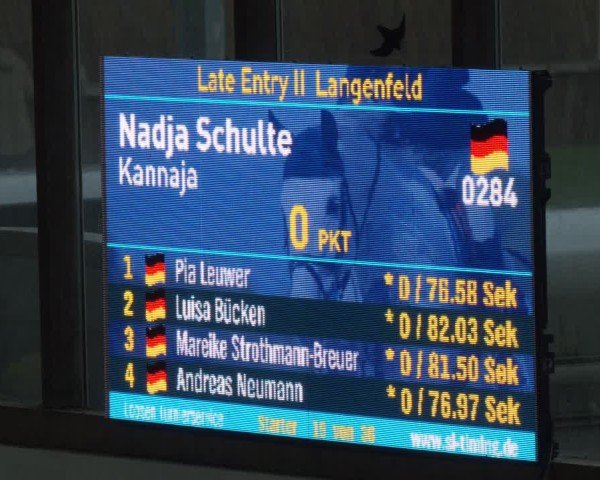 Late Entry II Langenfeld
Nadja Schulte
Kannaja
0284
0 PKT
1 Pia Leuwer * 0 / 76.58 Sek
2 Luisa Bücken * 0 / 82.03 Sek
3 Mareike Strothmann-Breuer * 0 / 81.50 Sek
4 Andreas Neumann * 0 / 76.97 Sek
Starter von www.sl-timing.de